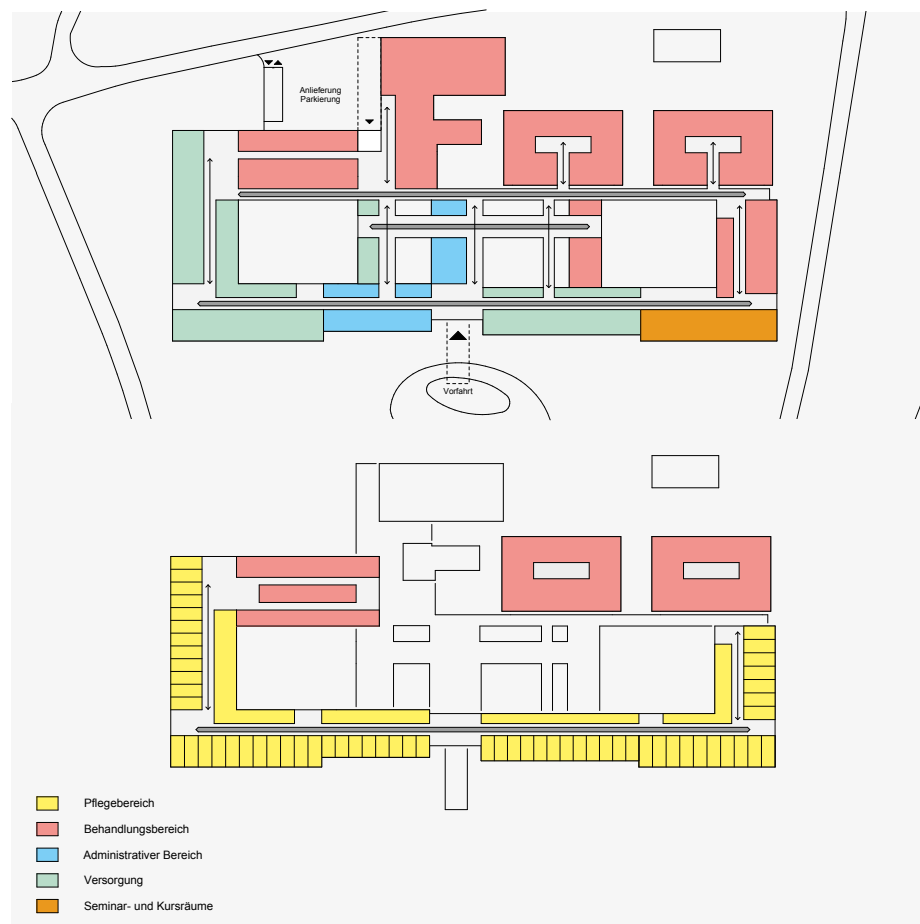 Anlieferung
Parkierung
Vorfahrt
Pflegebereich
Behandlungsbereich
Administrativer Bereich
Versorgung
Seminar- und Kursräume